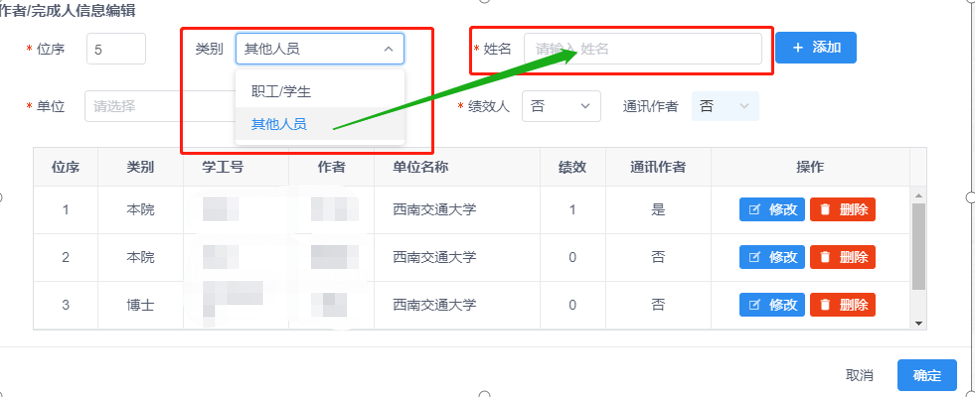 作者/完成人信息编辑
* 位序 5 类别 其他人员 * 姓名 请输入 姓名 + 添加
职工/学生
* 单位 请选择 * 绩效人 否 通讯作者 否
其他人员
位序 类别 学工号 作者 单位名称 绩效 通讯作者 操作
1 本院 西南交通大学 1 是 修改 删除
2 本院 西南交通大学 0 否 修改 删除
3 博士 西南交通大学 0 否 修改 删除
取消 确定